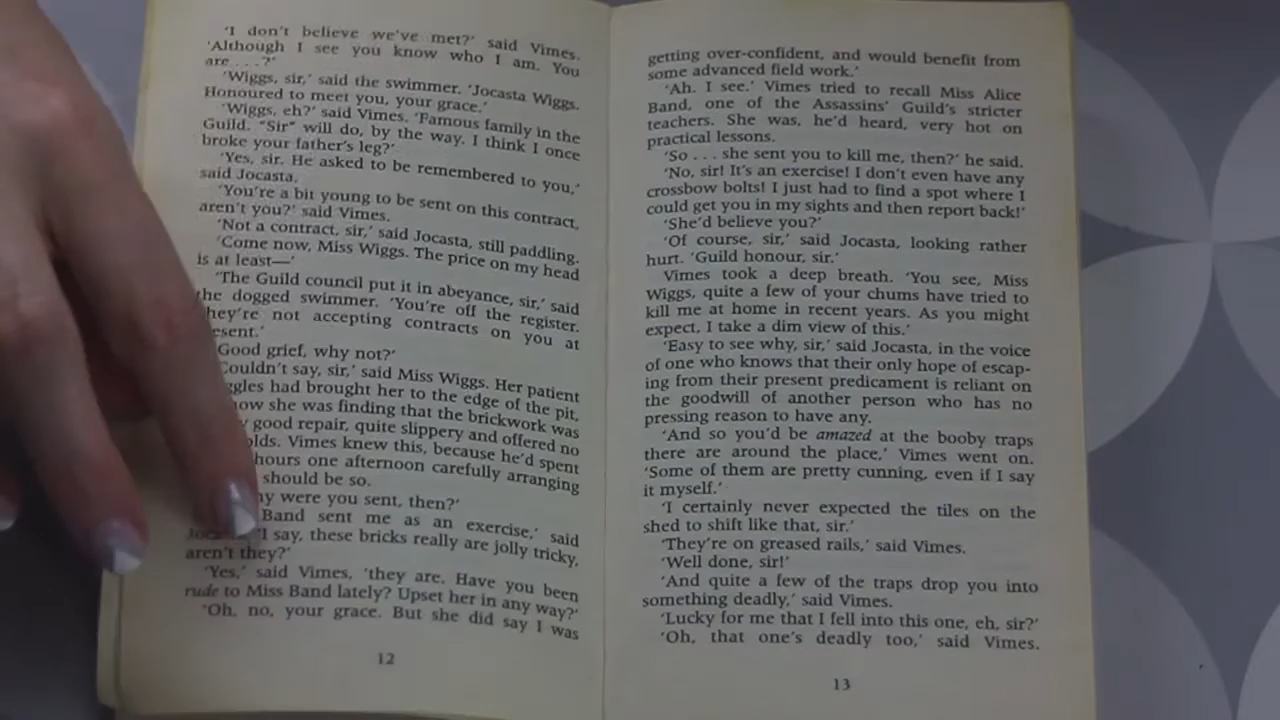 ‘I don’t believe we’ve met?’ said Vimes.
‘Although I see you know who I am. You
are . . . ?’
‘Wiggs, sir,’ said the swimmer. ‘Jocasta Wiggs.
Honoured to meet you, your grace.’
‘Wiggs, eh?’ said Vimes. ‘Famous family in the
Guild. “Sir” will do, by the way. I think I once
broke your father’s leg?’
‘Yes, sir. He asked to be remembered to you,’
said Jocasta.
‘You’re a bit young to be sent on this contract,
aren’t you?’ said Vimes.
‘Not a contract, sir,’ said Jocasta, still paddling.
‘Come now, Miss Wiggs. The price on my head
is at least—’
‘The Guild council put it in abeyance, sir,’ said
the dogged swimmer. ‘You’re off the register.
They’re not accepting contracts on you at
esent.’
‘Good grief, why not?’
Couldn’t say, sir,’ said Miss Wiggs. Her patient
ggles had brought her to the edge of the pit,
ow she was finding that the brickwork was
y good repair, quite slippery and offered no
olds. Vimes knew this, because he’d spent
hours one afternoon carefully arranging
should be so.
hy were you sent, then?’
Band sent me as an exercise,’ said
‘I say, these bricks really are jolly tricky,
aren’t they?’
‘Yes,’ said Vimes, ‘they are. Have you been
rude to Miss Band lately? Upset her in any way?’
‘Oh, no, your grace. But she did say I was
12
getting over-confident, and would benefit from
some advanced field work.’
‘Ah. I see.’ Vimes tried to recall Miss Alice
Band, one of the Assassins’ Guild’s stricter
teachers. She was, he’d heard, very hot on
practical lessons.
‘So . . . she sent you to kill me, then?’ he said.
‘No, sir! It’s an exercise! I don’t even have any
crossbow bolts! I just had to find a spot where I
could get you in my sights and then report back!’
‘She’d believe you?’
‘Of course, sir,’ said Jocasta, looking rather
hurt. ‘Guild honour, sir.’
Vimes took a deep breath. ‘You see, Miss
Wiggs, quite a few of your chums have tried to
kill me at home in recent years. As you might
expect, I take a dim view of this.’
‘Easy to see why, sir,’ said Jocasta, in the voice
of one who knows that their only hope of escap-
ing from their present predicament is reliant on
the goodwill of another person who has no
pressing reason to have any.
‘And so you’d be amazed at the booby traps
there are around the place,’ Vimes went on.
‘Some of them are pretty cunning, even if I say
it myself.’
‘I certainly never expected the tiles on the
shed to shift like that, sir.’
‘They’re on greased rails,’ said Vimes.
‘Well done, sir!’
‘And quite a few of the traps drop you into
something deadly,’ said Vimes.
‘Lucky for me that I fell into this one, eh, sir?’
‘Oh, that one’s deadly too,’ said Vimes.
13